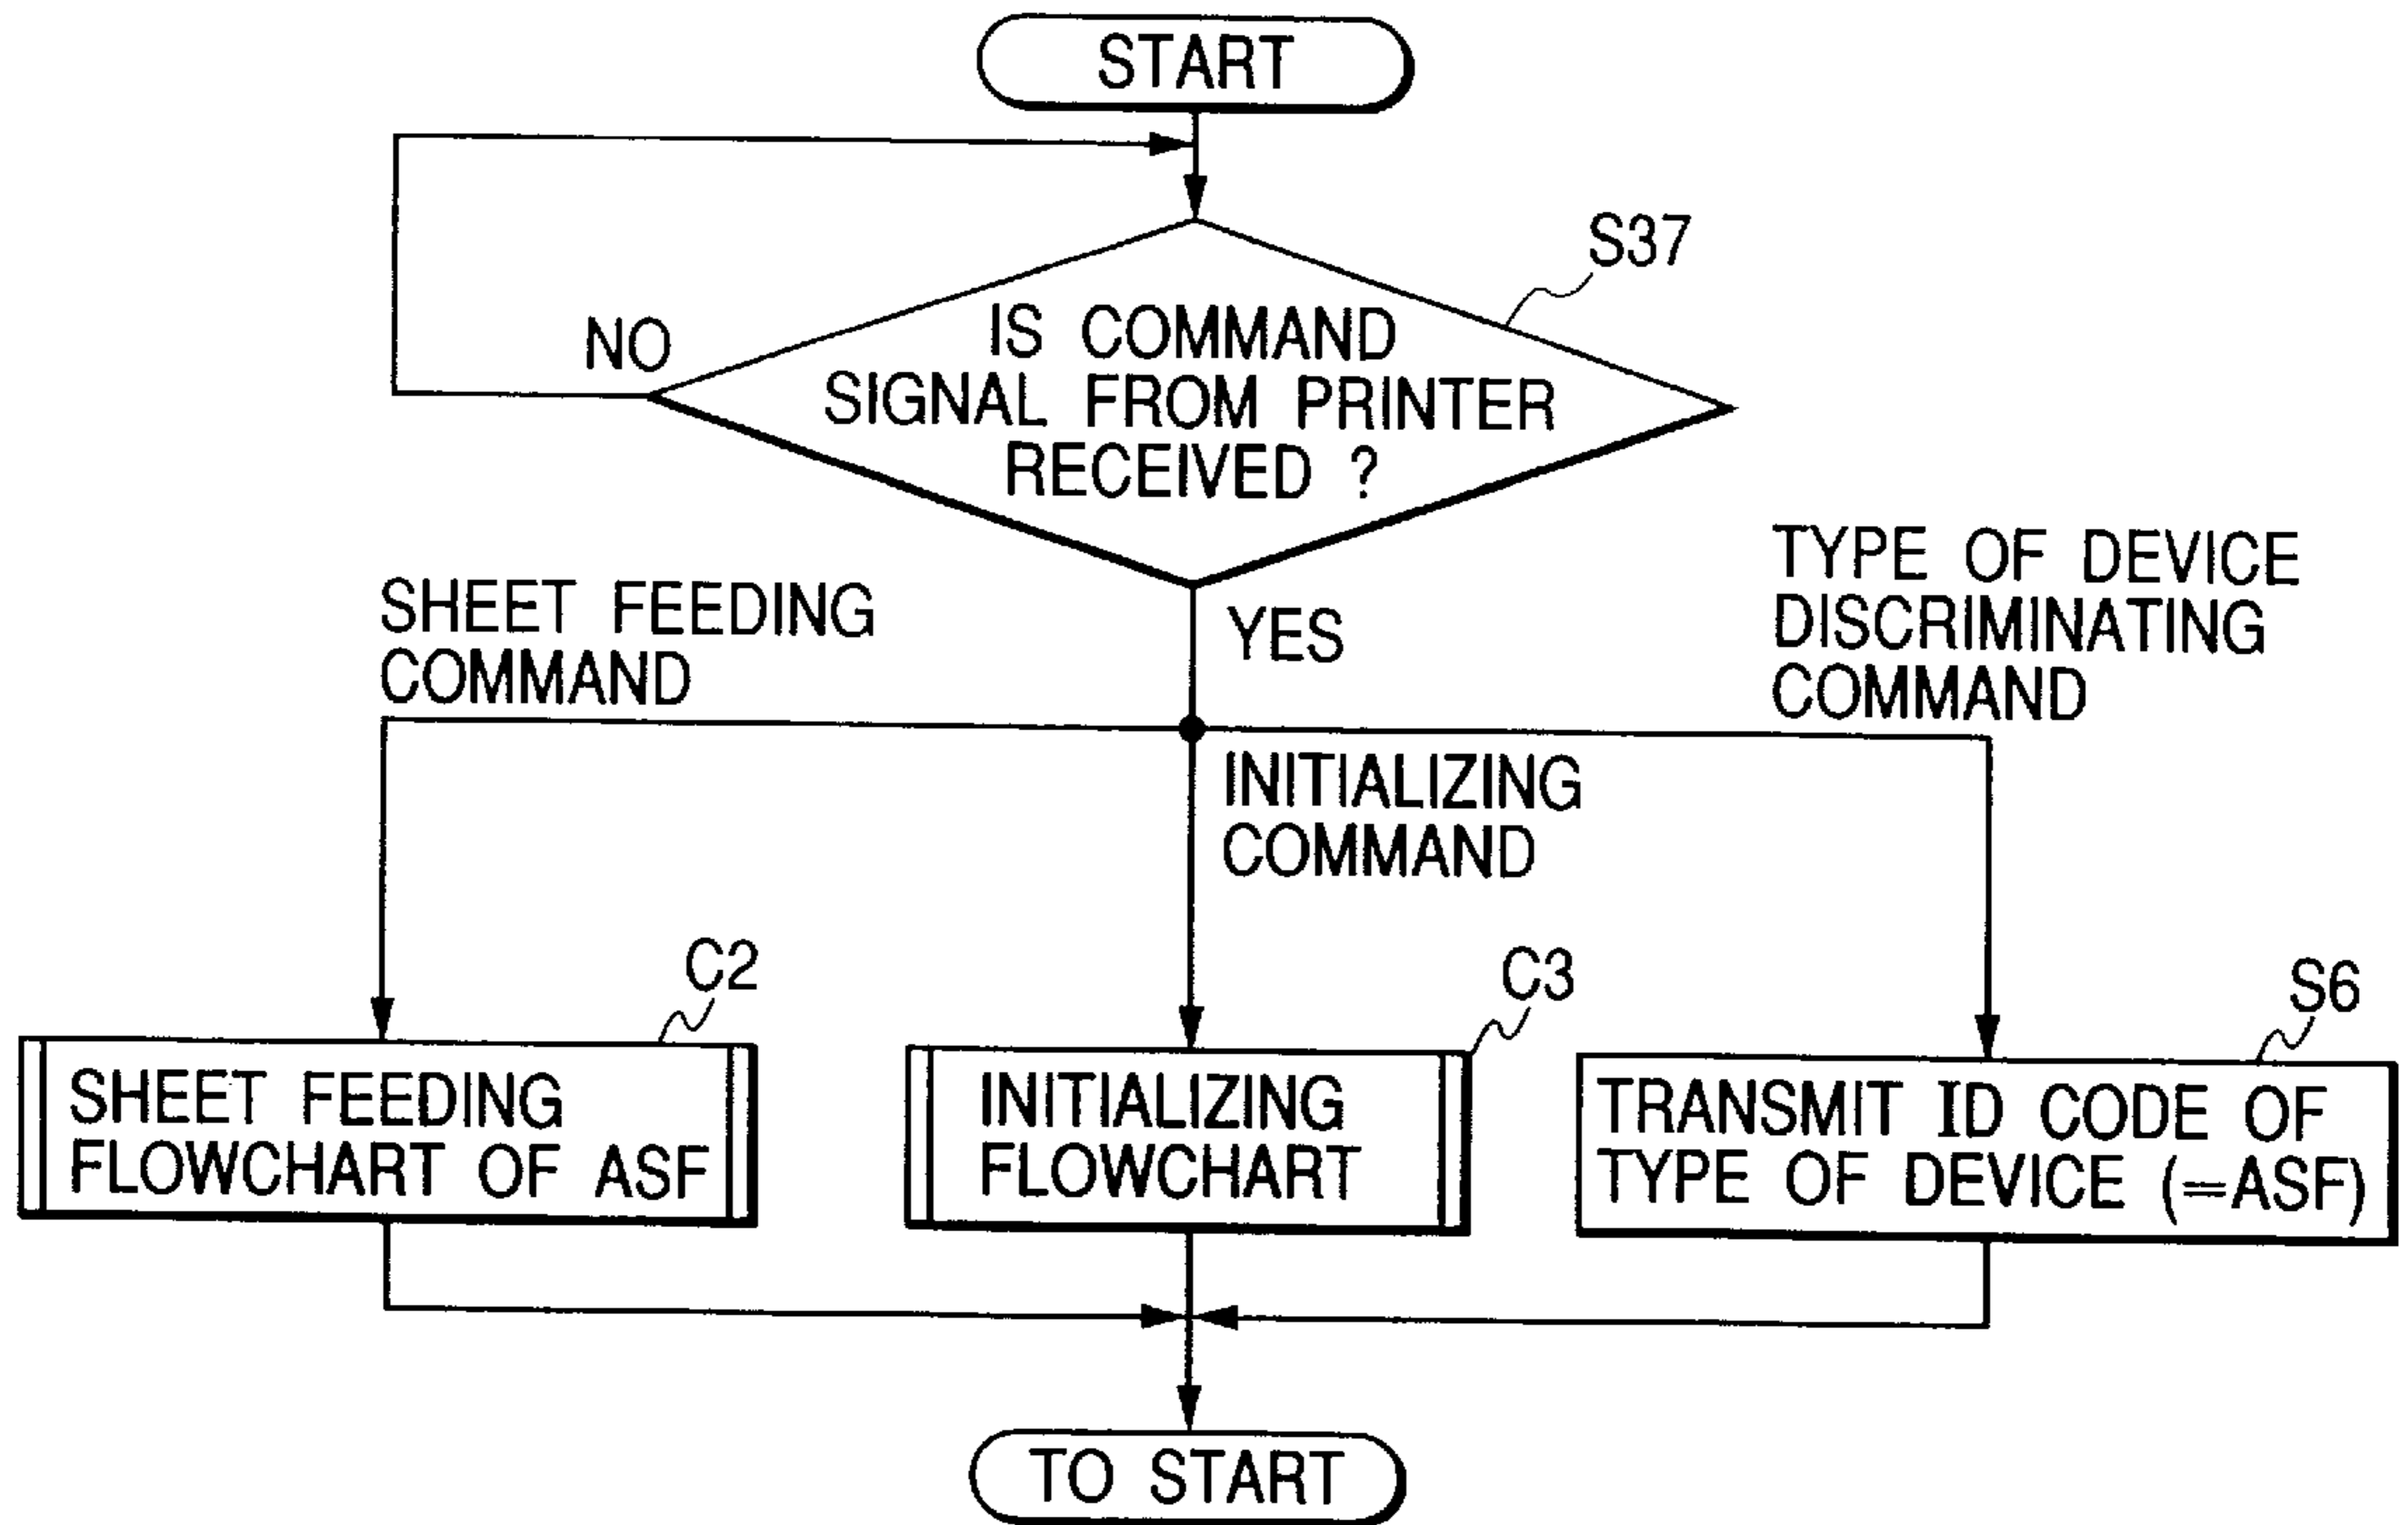 START
S37
NO
IS COMMAND
SIGNAL FROM PRINTER
RECEIVED ?
SHEET FEEDING
COMMAND
YES
TYPE OF DEVICE
DISCRIMINATING
COMMAND
INITIALIZING
COMMAND
C2
C3
S6
SHEET FEEDING
FLOWCHART OF ASF
INITIALIZING
FLOWCHART
TRANSMIT ID CODE OF
TYPE OF DEVICE (=ASF)
TO START